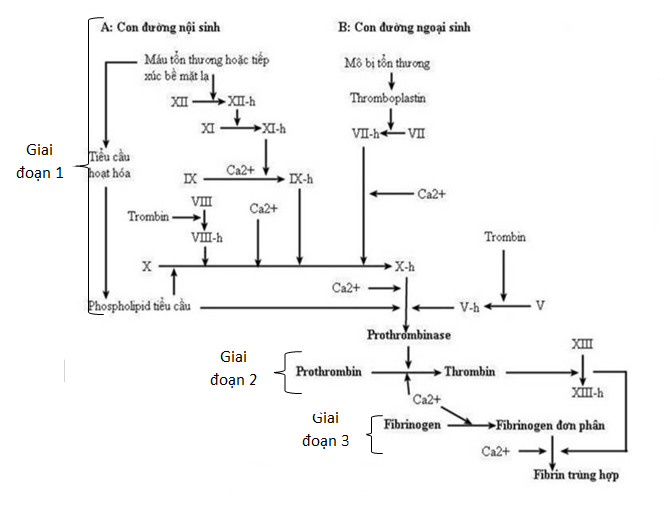 A: Con đường nội sinh
B: Con đường ngoại sinh
Máu tổn thương hoặc tiếp
xúc bề mặt lạ
Mô bị tổn thương
XII
XII-h
Thromboplastin
XI
XI-h
VII-h
VII
Giai
đoạn 1
Tiểu cầu
hoạt hóa
Ca2+
IX
IX-h
VIII
Ca2+
Ca2+
Trombin
VIII-h
Trombin
X
X-h
Ca2+
Phospholipid tiểu cầu
V-h
V
Prothrombinase
XIII
Giai
đoạn 2
Prothrombin
Thrombin
XIII-h
Ca2+
Giai
đoạn 3
Fibrinogen
Fibrinogen đơn phân
Ca2+
Fibrin trùng hợp